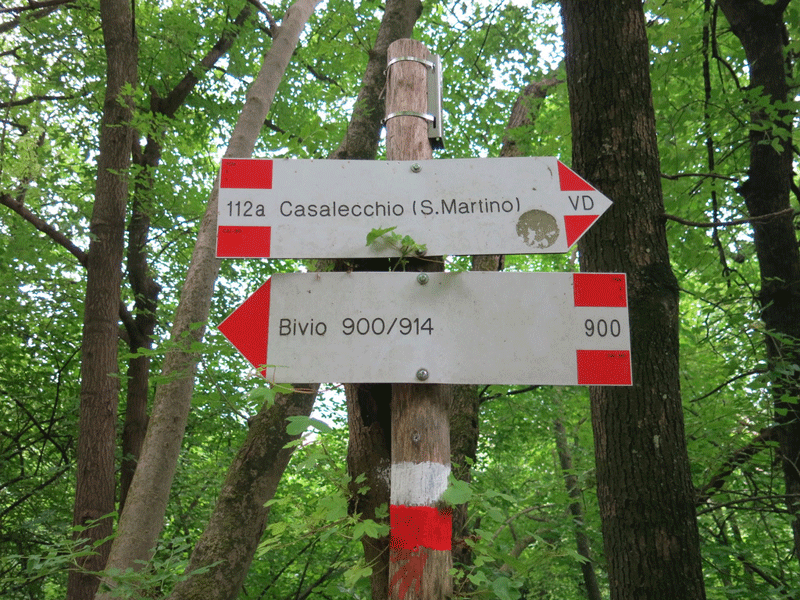 112a Casalecchio (S.Martino) VD
Bivio 900/914 900